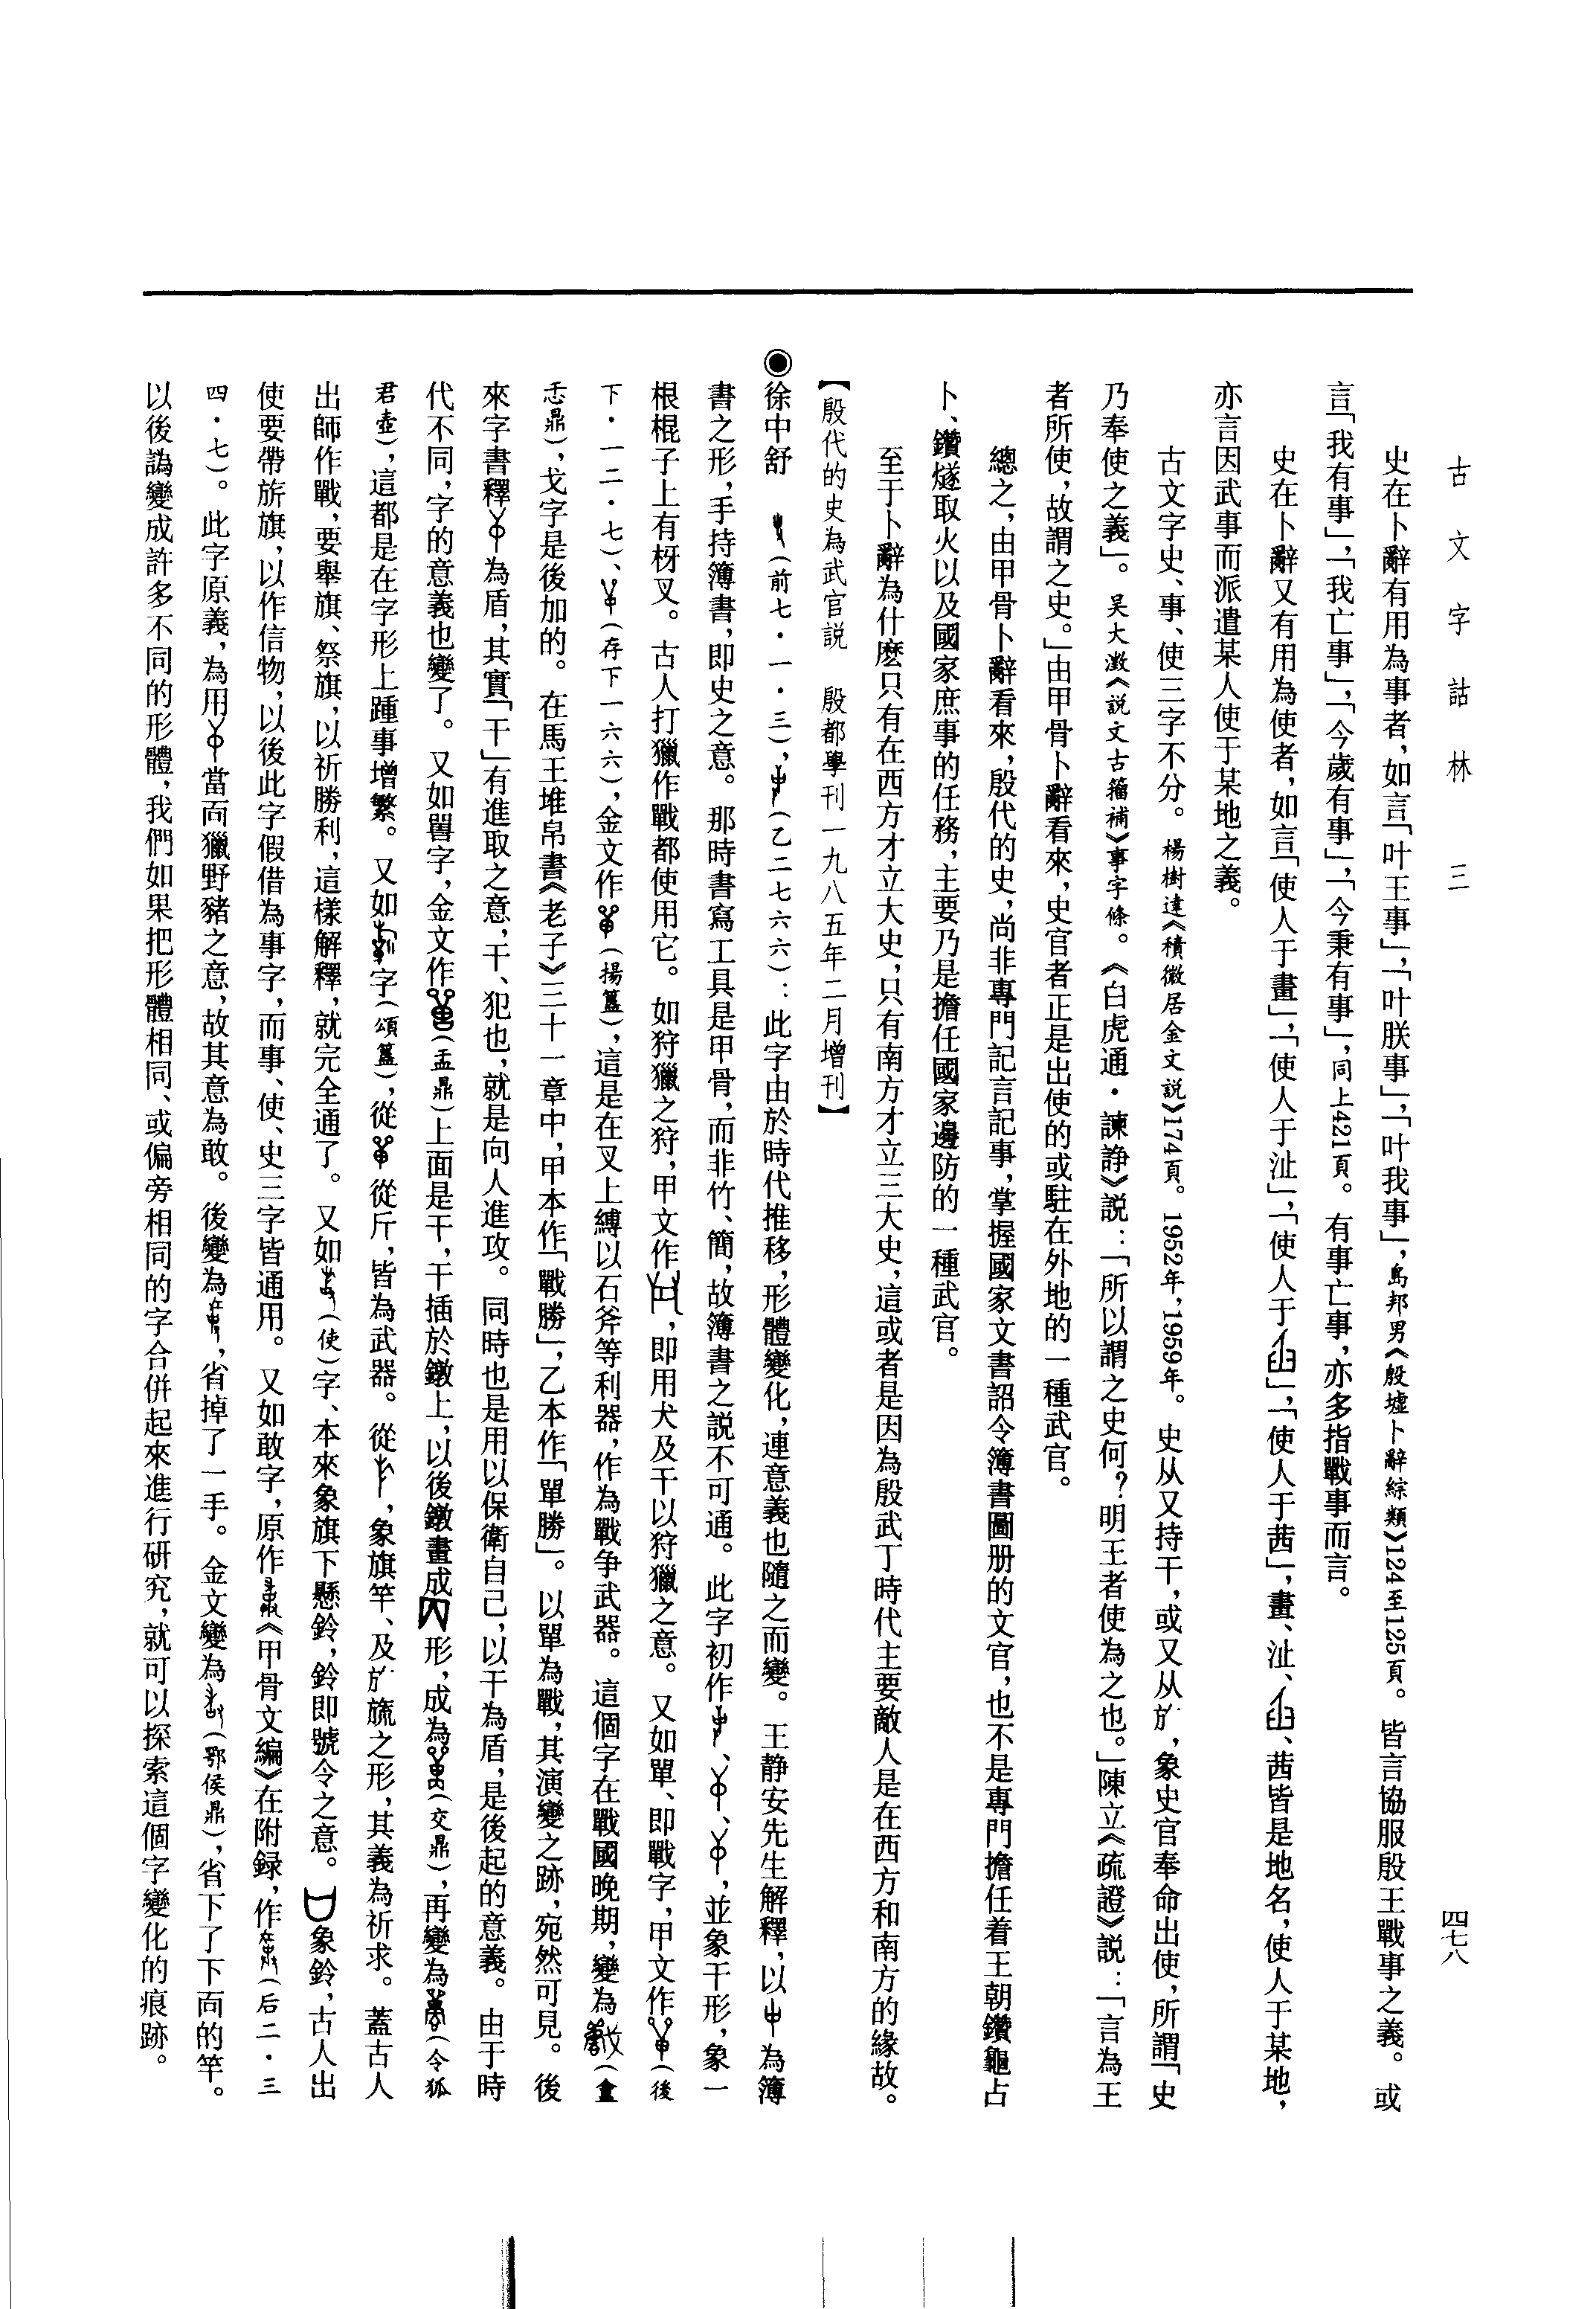 古文字詁林 三
四七八
史在卜辭有用為事者，如言「叶王事」，「叶朕事」，「叶我事」，島邦男《殷墟卜辭綜類》124至125頁。皆言協服殷王戰事之義。或
言「我有事」，「我亡事」，「今歲有事」，「今秉有事」，同上421頁。有事亡事，亦多指戰事而言。
史在卜辭又有用為使者，如言「使人于畫」，「使人于沚」，「使人于」，「使人于茜」，畫、沚、、茜皆是地名，使人于某地，
亦言因武事而派遣某人使于某地之義。
古文字史、事、使三字不分。楊樹達《積微居金文説》174頁。1952年，1959年。史从又持干，或又从㫃，象史官奉命出使，所謂「史
乃奉使之義」。吴大澂《説文古籀補》事字條。《白虎通·諫諍》説：「所以謂之史何？明王者使為之也。」陳立《疏證》説：「言為王
者所使，故謂之史。」由甲骨卜辭看來，史官者正是出使的或駐在外地的一種武官。
總之，由甲骨卜辭看來，殷代的史，尚非專門記言記事，掌握國家文書詔令簿書圖册的文官，也不是專門擔任着王朝鑽龜占
卜、鑽燧取火以及國家庶事的任務，主要乃是擔任國家邊防的一種武官。
至于卜辭為什麽只有在西方才立大史，只有南方才立三大史，這或者是因為殷武丁時代主要敵人是在西方和南方的緣故。
【殷代的史為武官説 殷都學刊一九八五年二月增刊】
◉徐中舒 （前七·一·三），（乙二七六六）：此字由於時代推移，形體變化，連意義也隨之而變。王静安先生解釋，以為簿
書之形，手持簿書，即史之意。那時書寫工具是甲骨，而非竹、簡，故簿書之説不可通。此字初作、、，並象干形，象一
根棍子上有枒叉。古人打獵作戰都使用它。如狩獵之狩，甲文作，即用犬及干以狩獵之意。又如單、即戰字，甲文作（後
下·一二·七）、（存下一六六），金文作（揚簋），這是在叉上縛以石斧等利器，作為戰争武器。這個字在戰國晚期，變為（酓
忎鼎），戈字是後加的。在馬王堆帛書《老子》三十一章中，甲本作「戰勝」，乙本作「單勝」。以單為戰，其演變之跡，宛然可見。後
來字書釋為盾，其實「干」有進取之意，干、犯也，就是向人進攻。同時也是用以保衛自己，以干為盾，是後起的意義。由于時
代不同，字的意義也變了。又如嘼字，金文作（盂鼎）上面是干，干插於鐓上，以後鐓畫成形，成為（交鼎），再變為（令狐
君壺），這都是在字形上踵事增繁。又如字（頌簋），從從斤，皆為武器。從，象旗竿、及㫃旒之形，其義為祈求。蓋古人
出師作戰，要舉旗、祭旗，以祈勝利，這樣解釋，就完全通了。又如（使）字、本來象旗下懸鈴，鈴即號令之意。象鈴，古人出
使要帶旂旗，以作信物，以後此字假借為事字，而事、使、史三字皆通用。又如敢字，原作《甲骨文編》在附録，作（后二·三
四·七）。此字原義，為用當面獵野豬之意，故其意為敢。後變為，省掉了一手。金文變為（鄂侯鼎），省下了下面的竿。
以後譌變成許多不同的形體，我們如果把形體相同、或偏旁相同的字合併起來進行研究，就可以探索這個字變化的痕跡。